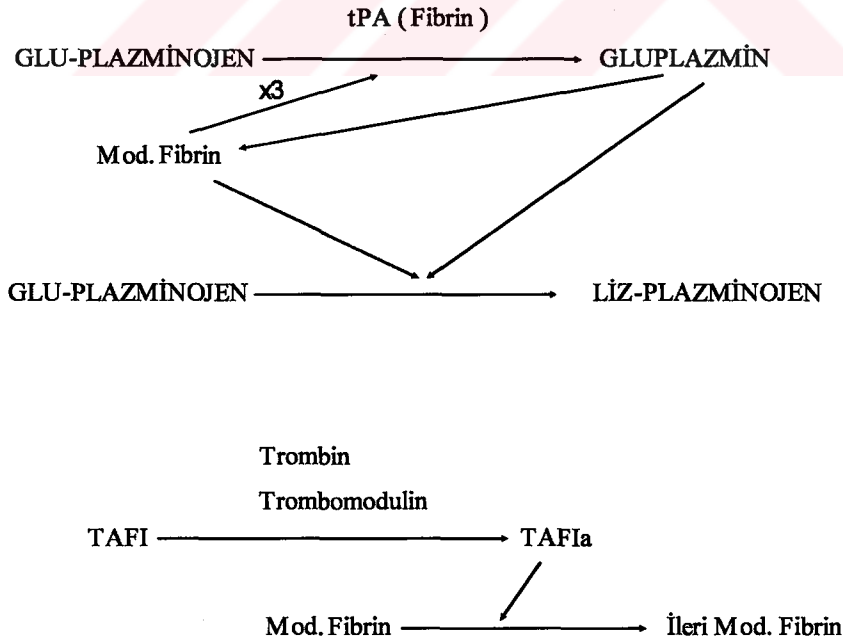 tPA ( Fibrin )
GLU-PLAZMİNOJEN GLUPLAZMİN
x3
Mod. Fibrin
GLU-PLAZMİNOJEN LİZ-PLAZMİNOJEN
Trombin
Trombomodulin
TAFI TAFIa
Mod. Fibrin İleri Mod. Fibrin